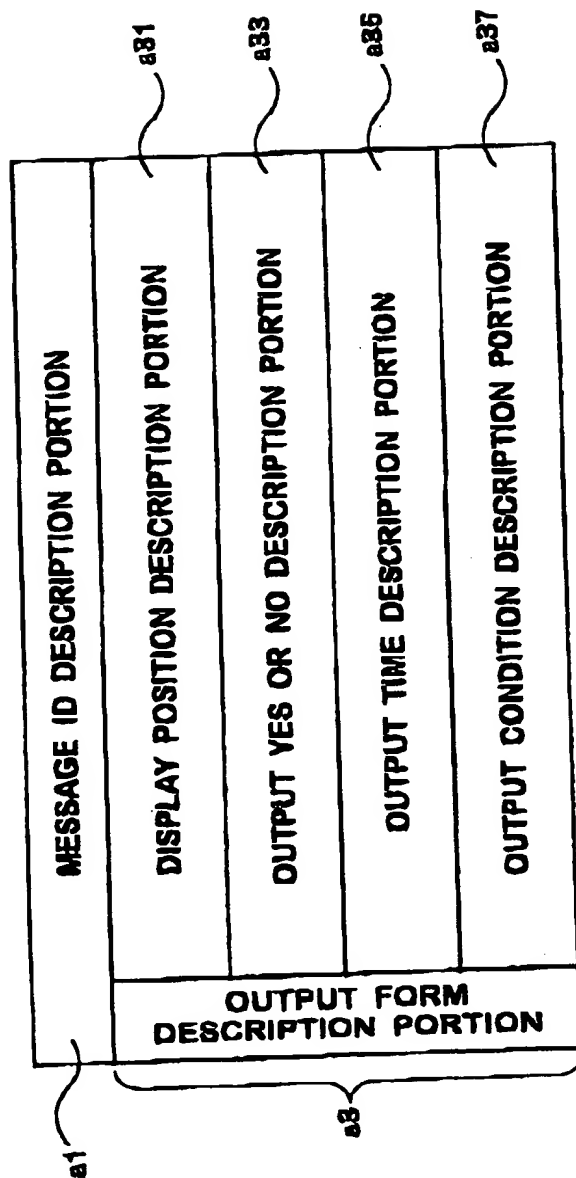 a1
MESSAGE ID DESCRIPTION PORTION
a3
OUTPUT FORM
DESCRIPTION PORTION
DISPLAY POSITION DESCRIPTION PORTION
a31
OUTPUT YES OR NO DESCRIPTION PORTION
a33
OUTPUT TIME DESCRIPTION PORTION
a35
OUTPUT CONDITION DESCRIPTION PORTION
a37